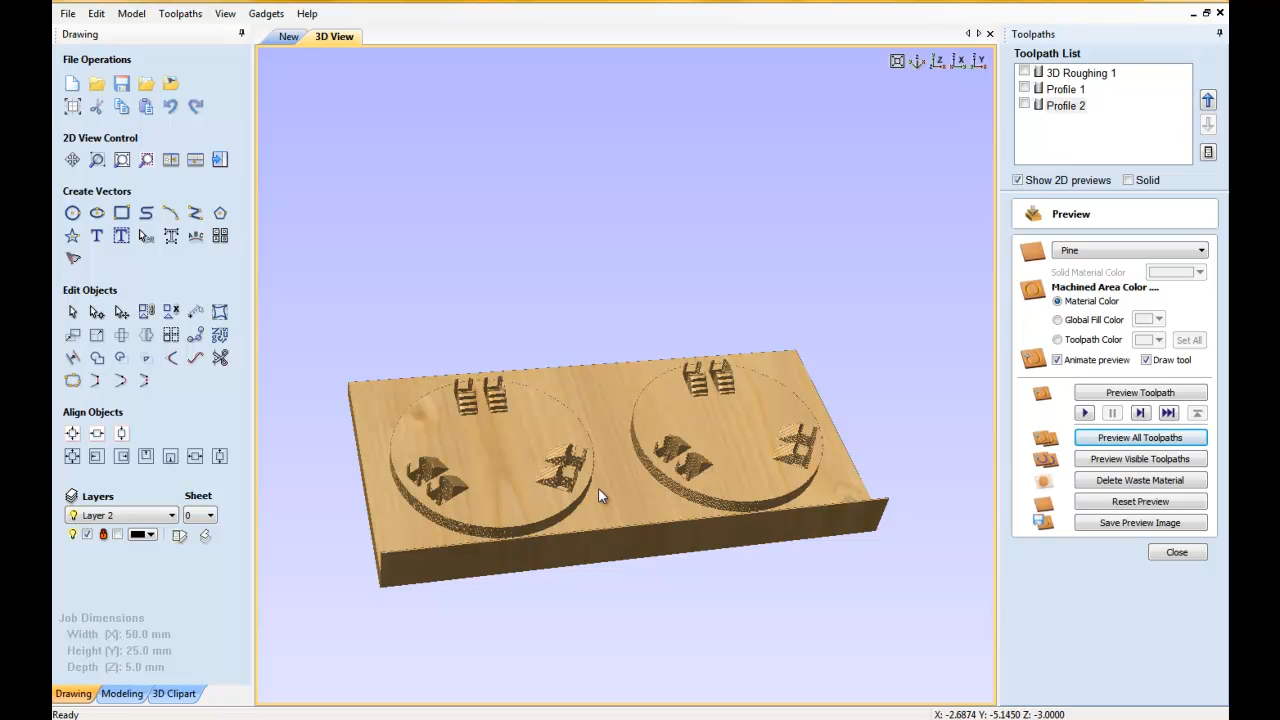 File Edit Model Toolpaths View Gadgets Help
Drawing
File Operations
2D View Control
Create Vectors
Edit Objects
Align Objects
Layers Sheet
Layer 2 0
Job Dimensions
Width [X]: 50.0 mm
Height [Y]: 25.0 mm
Depth [Z]: 5.0 mm
Drawing Modeling 3D Clipart
Ready
New 3D View
Toolpaths
Toolpath List
3D Roughing 1
Profile 1
Profile 2
Show 2D previews Solid
Preview
Pine
Solid Material Color
Machined Area Color ....
Material Color
Global Fill Color
Toolpath Color Set All
Animate preview Draw tool
Preview Toolpath
Preview All Toolpaths
Preview Visible Toolpaths
Delete Waste Material
Reset Preview
Save Preview Image
Close
X: -2.6874 Y: -5.1450 Z: -3.0000